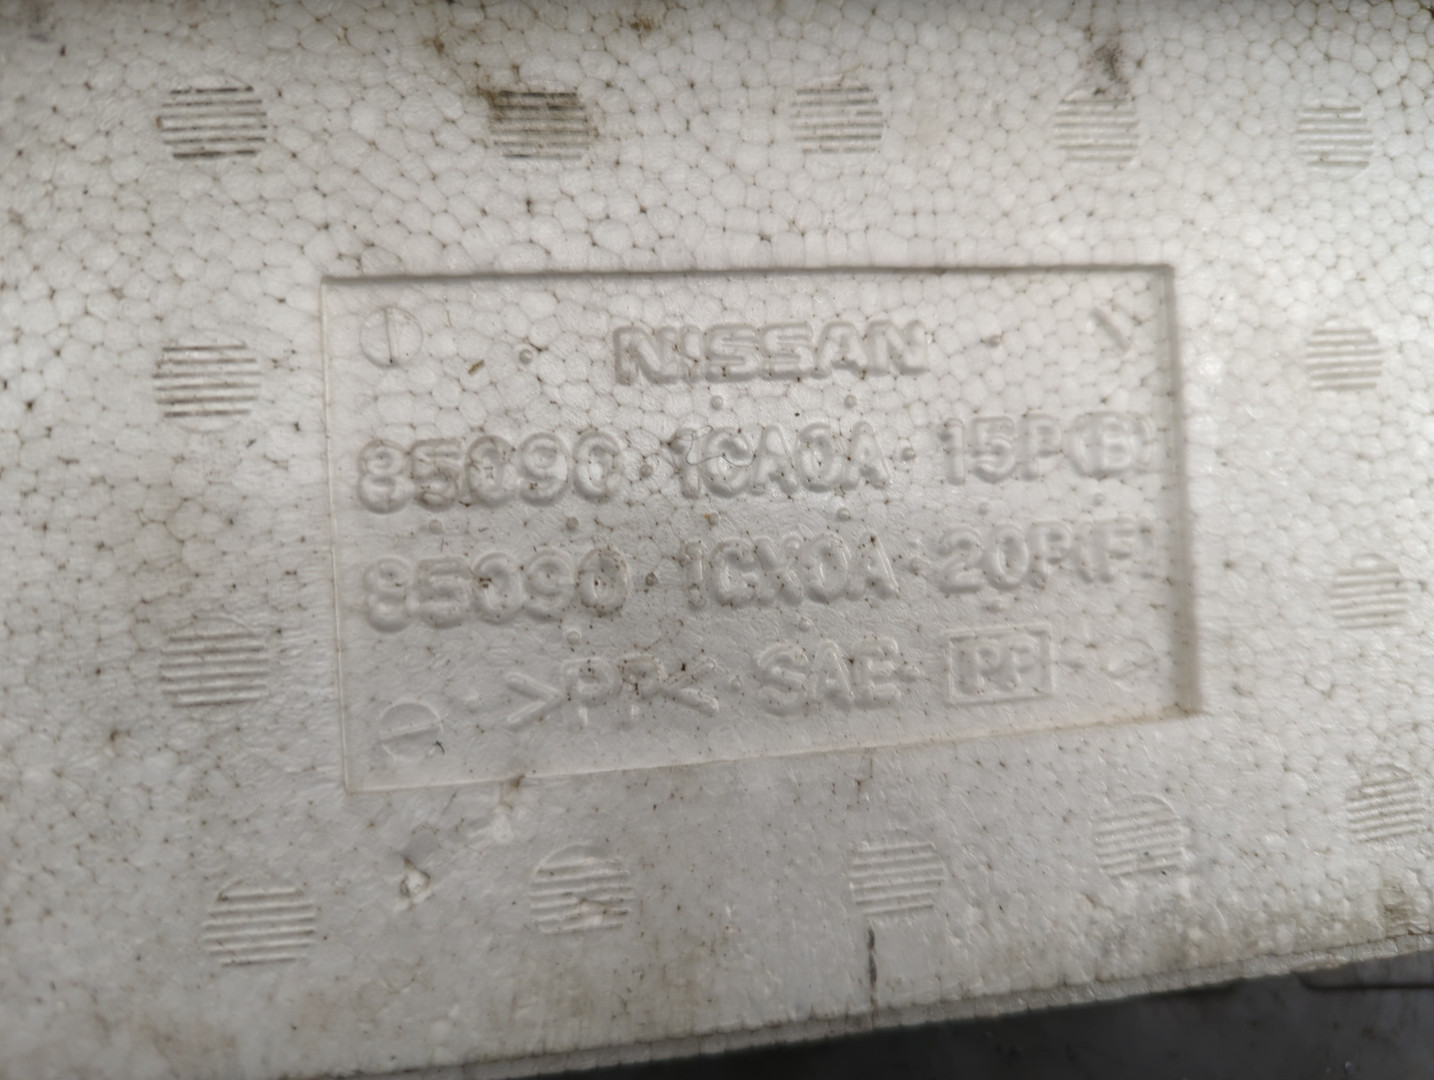 NISSAN
85090·1CA0A·15P(B)
85090·1CX0A·20P(F)
>PP<·SAE· PP